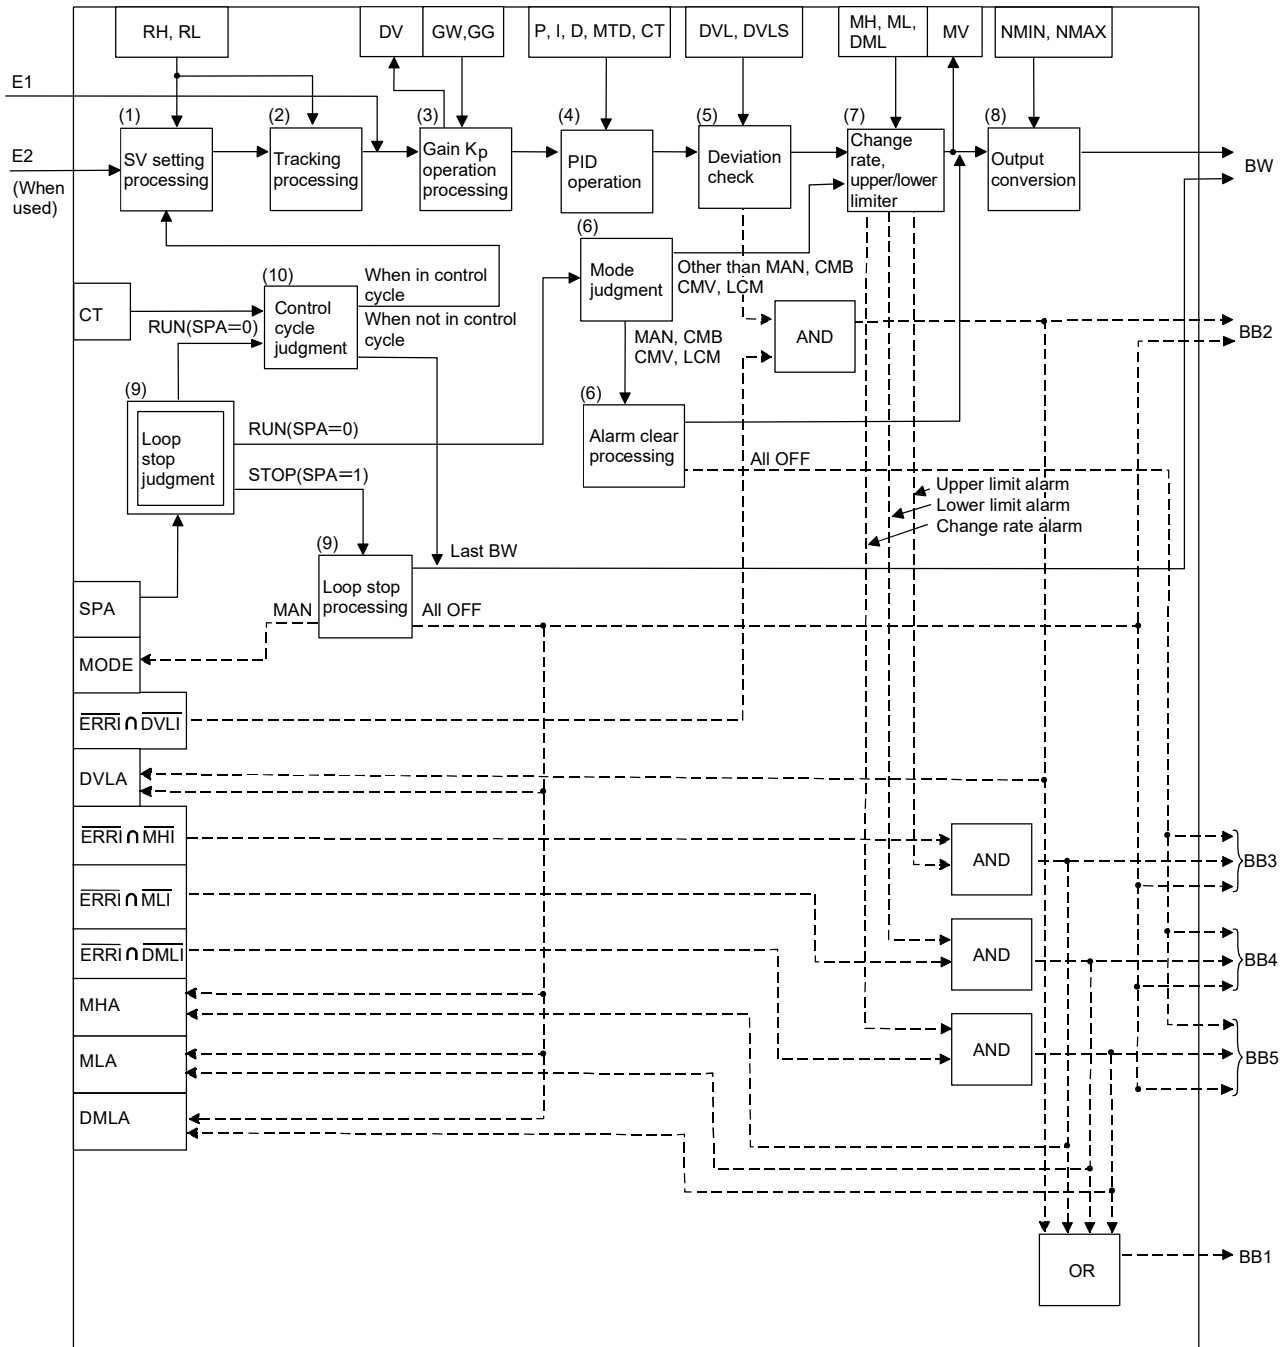 RH, RL
DV
GW,GG
P, I, D, MTD, CT
DVL, DVLS
MH, ML,
DML
MV
NMIN, NMAX
E1
(1)
(2)
(3)
(4)
(5)
(7)
(8)
E2
(When
used)
SV setting
processing
Tracking
processing
Gain Kp
operation
processing
PID
operation
Deviation
check
Change
rate,
upper/lower
limiter
Output
conversion
BW
(6)
Mode
judgment
Other than MAN, CMB
CMV, LCM
(10)
Control
cycle
judgment
When in control
cycle
When not in control
cycle
CT
RUN(SPA=0)
AND
BB2
MAN, CMB
CMV, LCM
(9)
Loop
stop
judgment
RUN(SPA=0)
STOP(SPA=1)
(6)
Alarm clear
processing
All OFF
Upper limit alarm
Lower limit alarm
Change rate alarm
(9)
Loop stop
processing
Last BW
All OFF
MAN
SPA
MODE
ERRI∩DVLI
DVLA
ERRI∩MHI
AND
BB3
ERRI∩MLI
AND
BB4
ERRI∩DMLI
MHA
AND
BB5
MLA
DMLA
OR
BB1